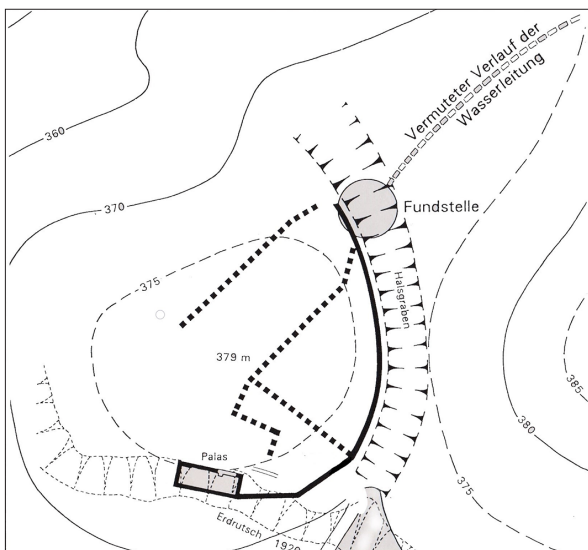 Vermuteter Verlauf der
Wasserleitung
360
370
Fundstelle
375
Halsgraben
379 m
385
380
Palas
375
Erdrutsch 1920